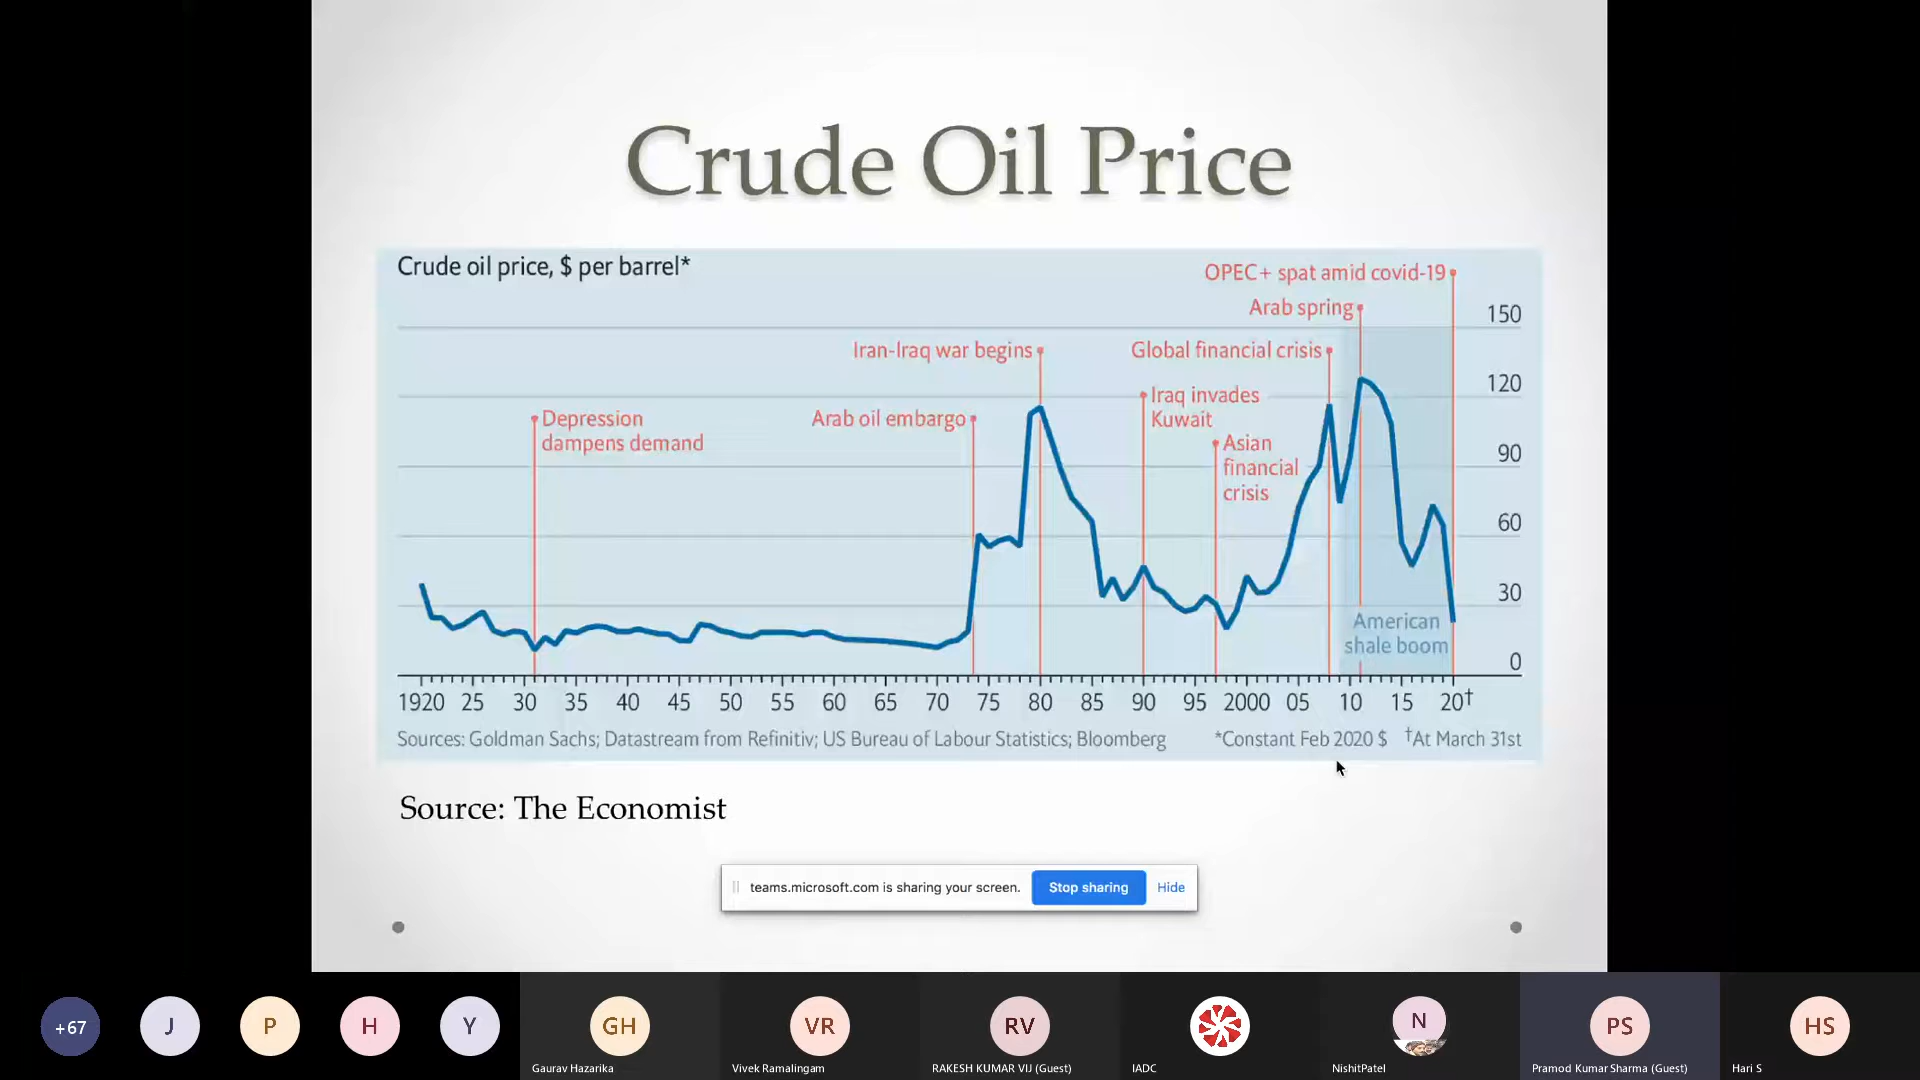 Crude Oil Price
Crude oil price, $ per barrel*
OPEC+ spat amid covid-19
Arab spring
150
Iran-Iraq war begins
Global financial crisis
120
Iraq invades
Kuwait
Depression
dampens demand
Arab oil embargo
Asian
financial
crisis
90
60
30
American
shale boom
0
1920 25 30 35 40 45 50 55 60 65 70 75 80 85 90 95 2000 05 10 15 20†
Sources: Goldman Sachs; Datastream from Refinitiv; US Bureau of Labour Statistics; Bloomberg *Constant Feb 2020 $ †At March 31st
Source: The Economist
teams.microsoft.com is sharing your screen. Stop sharing Hide
+67 J P H Y GH VR RV N PS HS
Gaurav Hazarika Vivek Ramalingam RAKESH KUMAR VIJ (Guest) IADC NishitPatel Pramod Kumar Sharma (Guest) Hari S